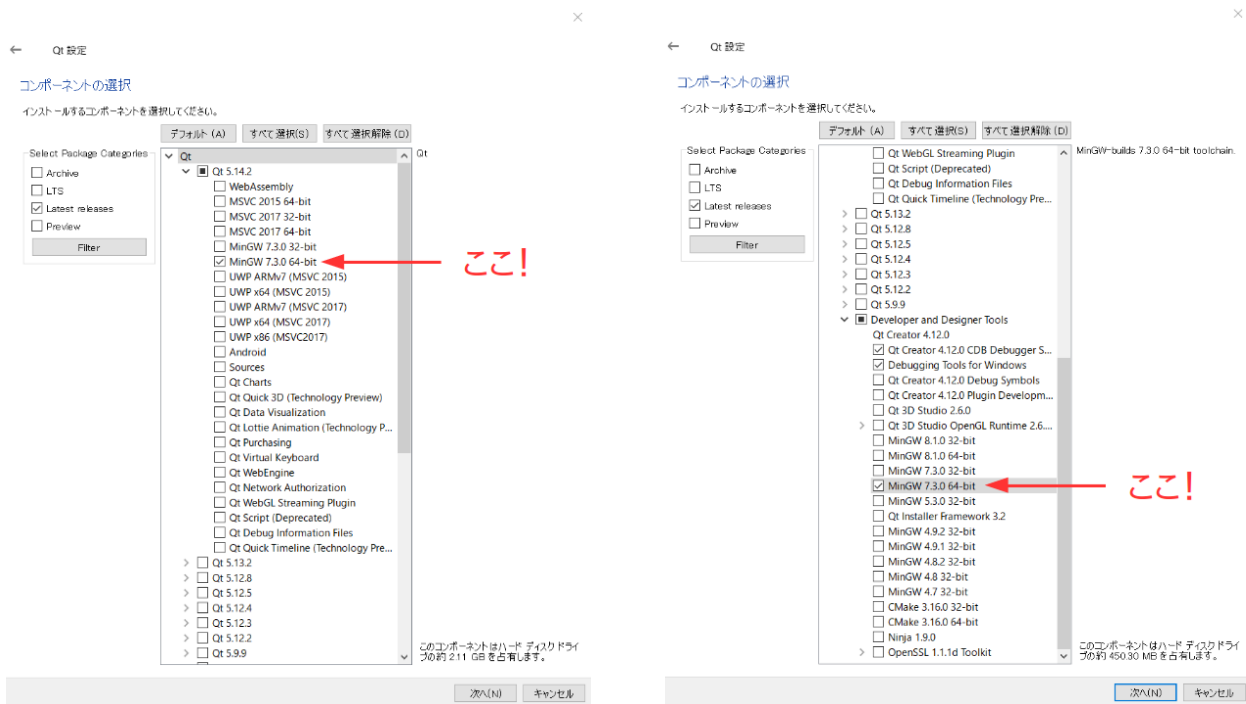 Qt 設定
コンポーネントの選択
インストールするコンポーネントを選択してください。
デフォルト (A)
すべて選択(S)
すべて選択解除 (D)
Select Package Categories
Archive
LTS
Latest releases
Preview
Filter
Qt
Qt 5.14.2
WebAssembly
MSVC 2015 64-bit
MSVC 2017 32-bit
MSVC 2017 64-bit
MinGW 7.3.0 32-bit
MinGW 7.3.0 64-bit
ここ!
UWP ARMv7 (MSVC 2015)
UWP x64 (MSVC 2015)
UWP ARMv7 (MSVC 2017)
UWP x64 (MSVC 2017)
UWP x86 (MSVC2017)
Android
Sources
Qt Charts
Qt Quick 3D (Technology Preview)
Qt Data Visualization
Qt Lottie Animation (Technology P...
Qt Purchasing
Qt Virtual Keyboard
Qt WebEngine
Qt Network Authorization
Qt WebGL Streaming Plugin
Qt Script (Deprecated)
Qt Debug Information Files
Qt Quick Timeline (Technology Pre...
Qt 5.13.2
Qt 5.12.8
Qt 5.12.5
Qt 5.12.4
Qt 5.12.3
Qt 5.12.2
Qt 5.9.9
Qt
このコンポーネントはハード ディスクドライ
ブの約 2.11 GB を占有します。
次へ(N)
キャンセル
Qt 設定
コンポーネントの選択
インストールするコンポーネントを選択してください。
デフォルト (A)
すべて選択(S)
すべて選択解除 (D)
Select Package Categories
Archive
LTS
Latest releases
Preview
Filter
Qt WebGL Streaming Plugin
Qt Script (Deprecated)
Qt Debug Information Files
Qt Quick Timeline (Technology Pre...
Qt 5.13.2
Qt 5.12.8
Qt 5.12.5
Qt 5.12.4
Qt 5.12.3
Qt 5.12.2
Qt 5.9.9
Developer and Designer Tools
Qt Creator 4.12.0
Qt Creator 4.12.0 CDB Debugger S...
Debugging Tools for Windows
Qt Creator 4.12.0 Debug Symbols
Qt Creator 4.12.0 Plugin Developm...
Qt 3D Studio 2.6.0
Qt 3D Studio OpenGL Runtime 2.6....
MinGW 8.1.0 32-bit
MinGW 8.1.0 64-bit
MinGW 7.3.0 32-bit
MinGW 7.3.0 64-bit
ここ!
MinGW 5.3.0 32-bit
Qt Installer Framework 3.2
MinGW 4.9.2 32-bit
MinGW 4.9.1 32-bit
MinGW 4.8.2 32-bit
MinGW 4.8 32-bit
MinGW 4.7 32-bit
CMake 3.16.0 32-bit
CMake 3.16.0 64-bit
Ninja 1.9.0
OpenSSL 1.1.1d Toolkit
MinGW-builds 7.3.0 64-bit toolchain.
このコンポーネントはハード ディスクドライ
ブの約 450.30 MB を占有します。
次へ(N)
キャンセル